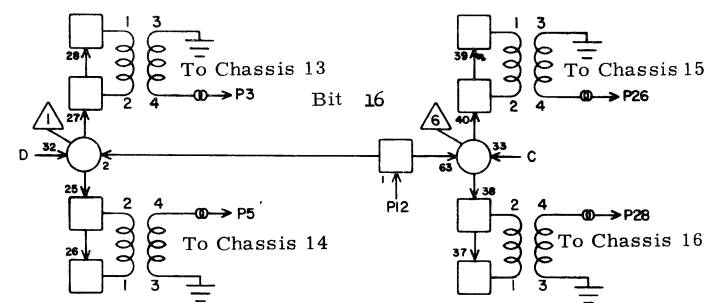 1 3 1 3
28 39
To Chassis 13 To Chassis 15
2 4 P3 Bit 16 2 4 P26
27 40
1 6
D 32 2 63 33 C
1
25 P12 38
2 4 P5 2 4 P28
To Chassis 14 To Chassis 16
26 37
1 3 1 3